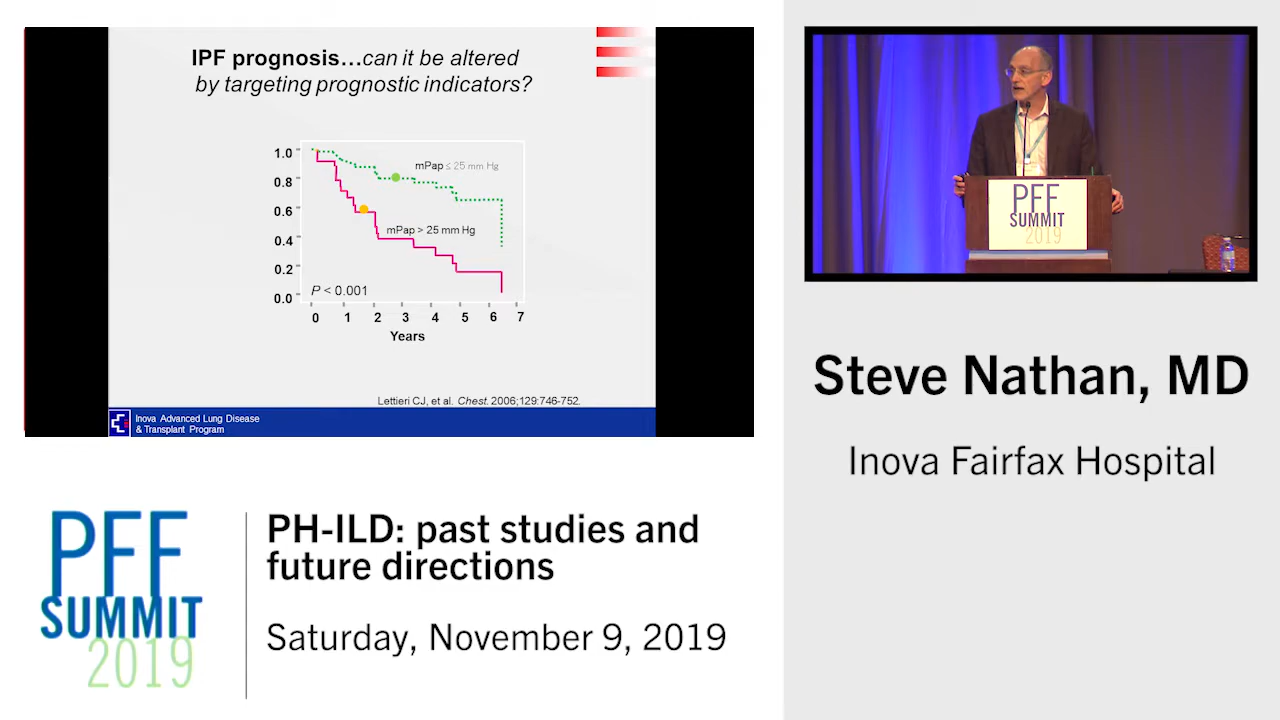 IPF prognosis...can it be altered
by targeting prognostic indicators?
1.0
0.8
0.6
0.4
0.2
0.0
mPap ≤ 25 mm Hg
mPap > 25 mm Hg
P < 0.001
0 1 2 3 4 5 6 7
Years
Lettieri CJ, et al. Chest. 2006;129:746-752.
Inova Advanced Lung Disease
& Transplant Program
PFF
SUMMIT
2019
Steve Nathan, MD
Inova Fairfax Hospital
PFF
SUMMIT
2019
PH-ILD: past studies and
future directions
Saturday, November 9, 2019